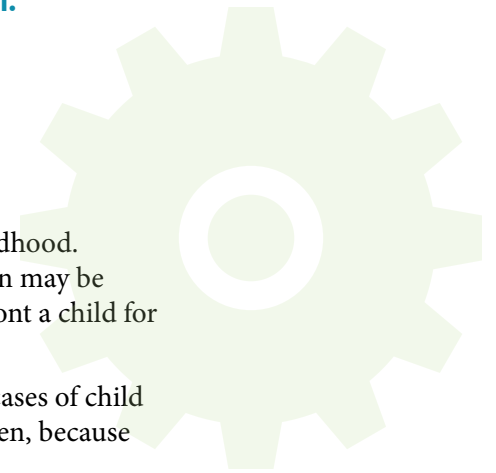 dhood.
n may be
ont a child for
ases of child
en, because